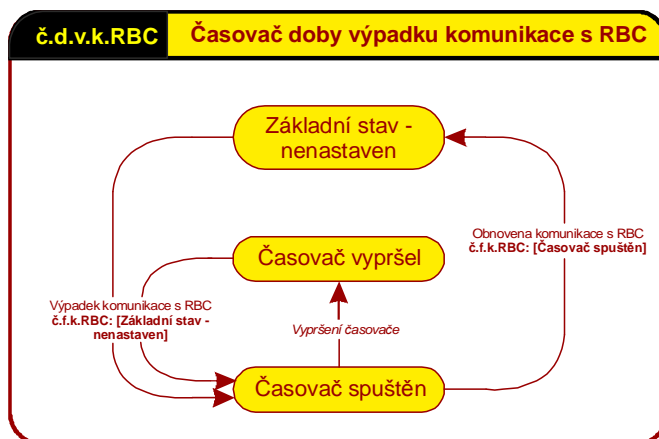 č.d.v.k.RBC
Časovač doby výpadku komunikace s RBC
Základní stav -
nenastaven
Obnovena komunikace s RBC
č.f.k.RBC: [Časovač spuštěn]
Časovač vypršel
Výpadek komunikace s RBC
č.f.k.RBC: [Základní stav -
nenastaven]
Vypršení časovače
Časovač spuštěn